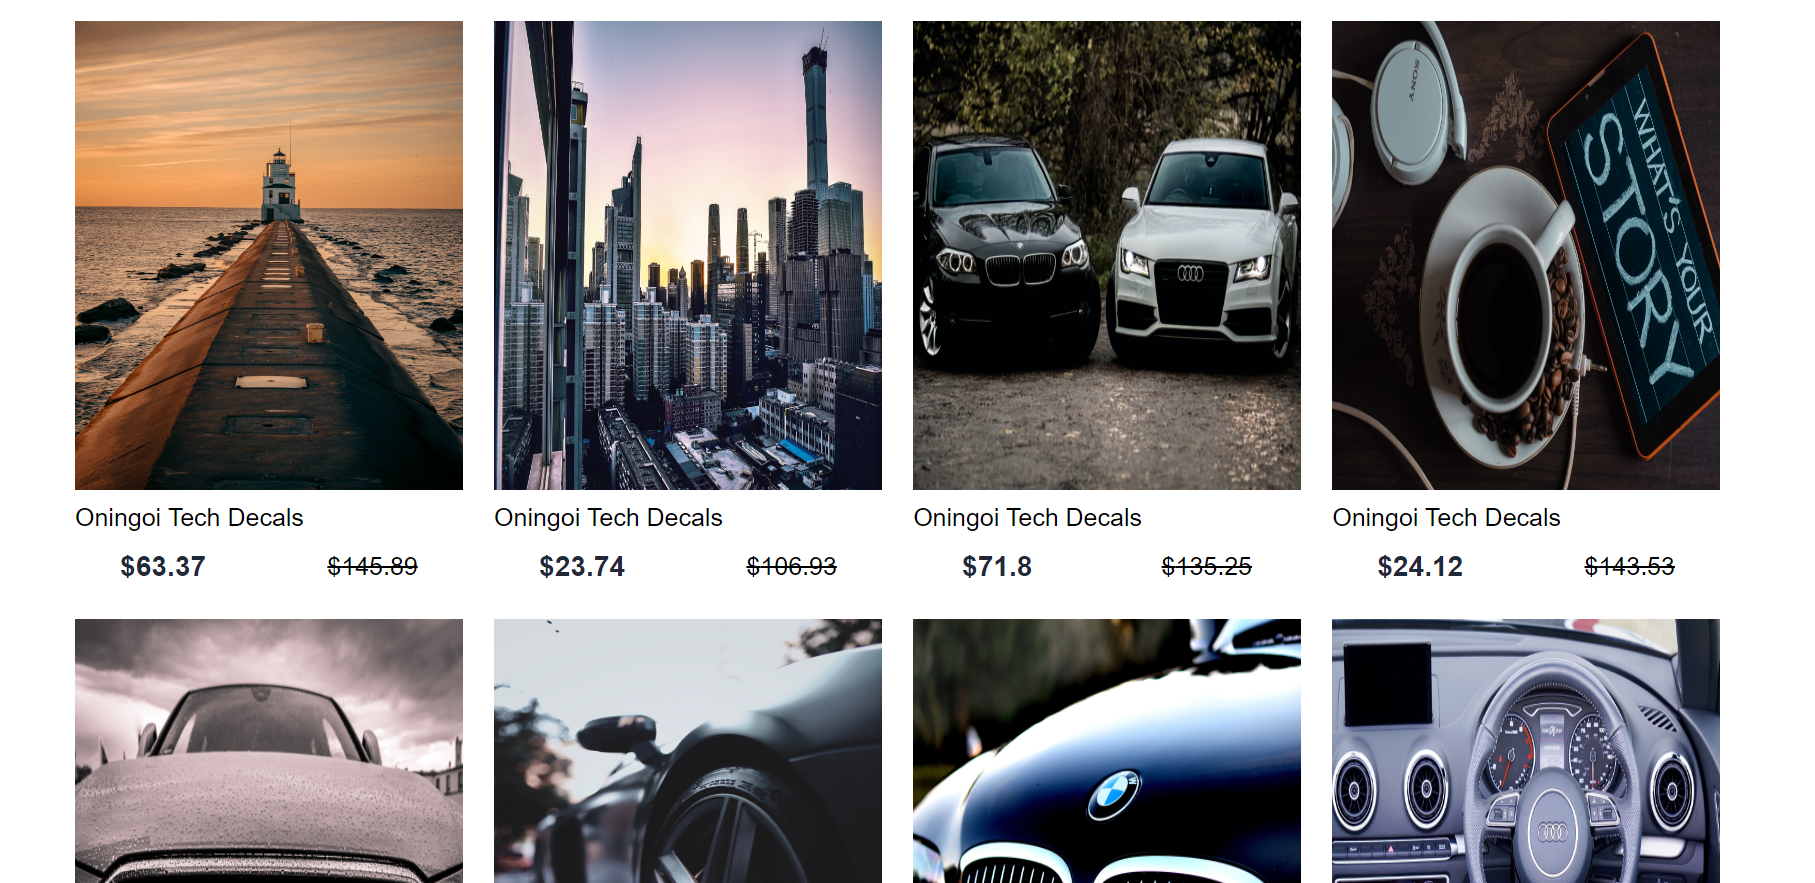 SONY
WHAT'S YOUR
STORY
Oningoi Tech Decals
Oningoi Tech Decals
Oningoi Tech Decals
Oningoi Tech Decals
$63.37
$145.89
$23.74
$106.93
$71.8
$135.25
$24.12
$143.53